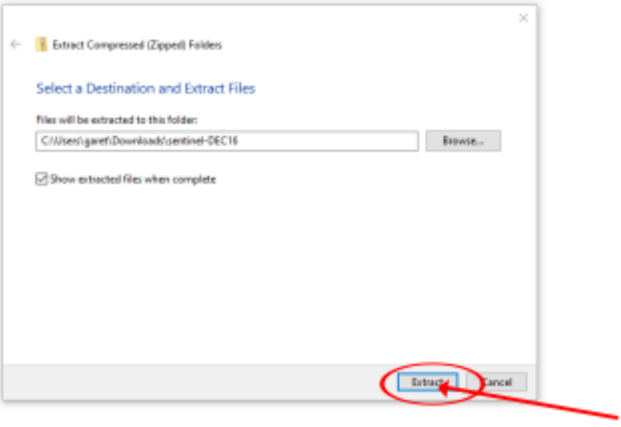 Extract Compressed (Zipped) Folders
Select a Destination and Extract Files
Files will be extracted to this folder:
C:\Users\garet\Downloads\sentinel-DEC16
Browse...
Show extracted files when complete
Extract
Cancel